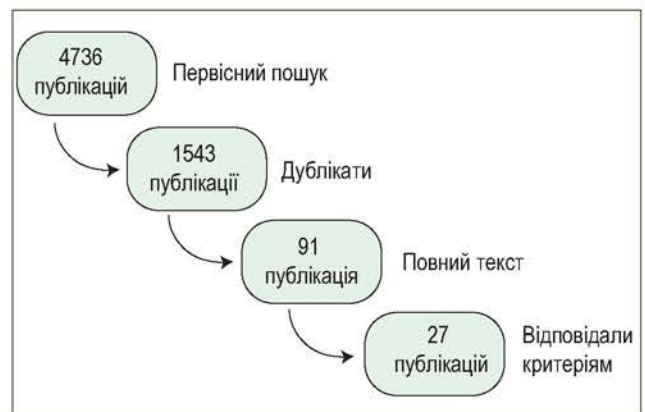 4736
публікацій
Первісний пошук
1543
публікації
Дублікати
91
публікація
Повний текст
27
публікацій
Відповідали
критеріям